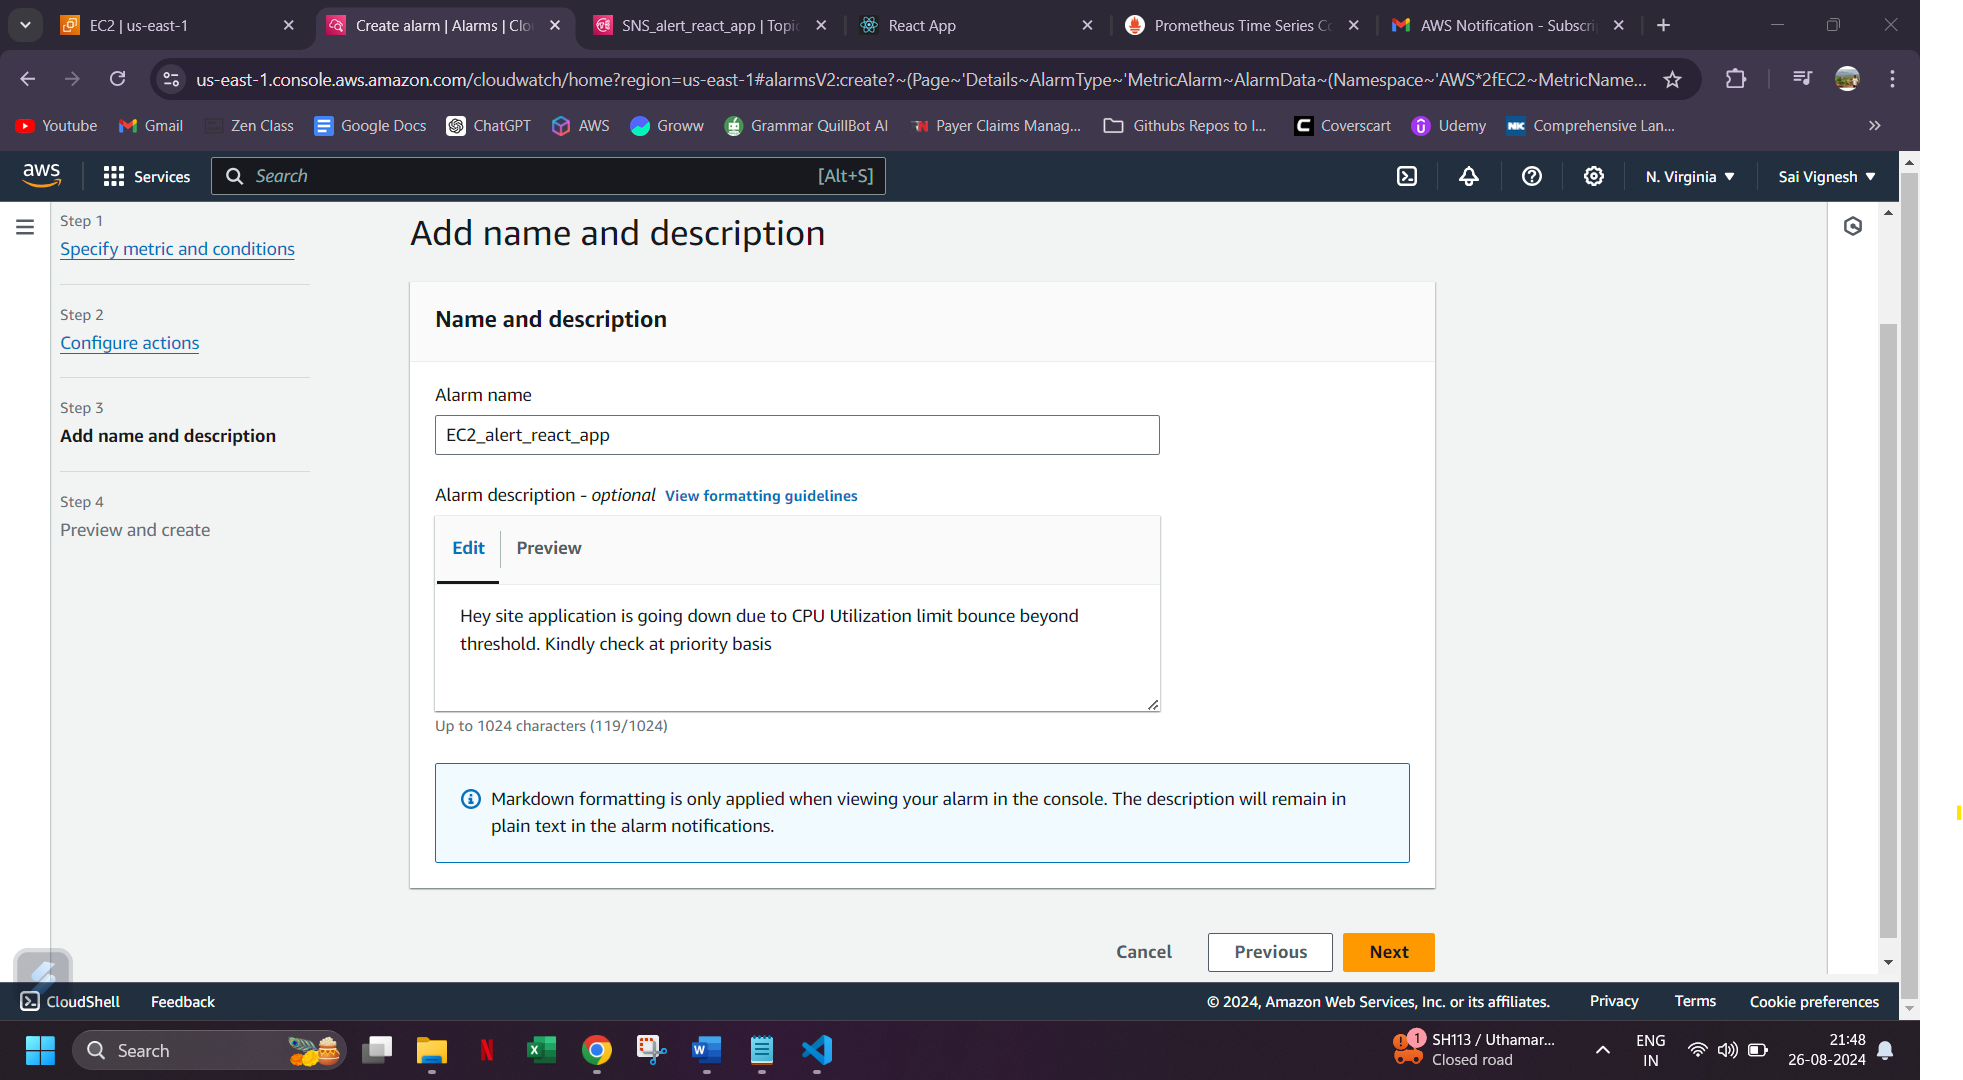 EC2 | us-east-1
Create alarm | Alarms | Clo
SNS_alert_react_app | Topic
React App
Prometheus Time Series Co
AWS Notification - Subscrip
us-east-1.console.aws.amazon.com/cloudwatch/home?region=us-east-1#alarmsV2:create?~(Page~'Details~AlarmType~'MetricAlarm~AlarmData~(Namespace~'AWS*2fEC2~MetricName...
Youtube
Gmail
Zen Class
Google Docs
ChatGPT
AWS
Groww
Grammar QuillBot AI
Payer Claims Manag...
Githubs Repos to l...
Coverscart
Udemy
Comprehensive Lan...
aws
Services
Search
[Alt+S]
N. Virginia
Sai Vignesh
Step 1
Specify metric and conditions
Step 2
Configure actions
Step 3
Add name and description
Step 4
Preview and create
Add name and description
Name and description
Alarm name
EC2_alert_react_app
Alarm description - optional View formatting guidelines
Edit
Preview
Hey site application is going down due to CPU Utilization limit bounce beyond
threshold. Kindly check at priority basis
Up to 1024 characters (119/1024)
Markdown formatting is only applied when viewing your alarm in the console. The description will remain in
plain text in the alarm notifications.
Cancel
Previous
Next
CloudShell
Feedback
© 2024, Amazon Web Services, Inc. or its affiliates.
Privacy
Terms
Cookie preferences
Search
1
SH113 / Uthamar...
Closed road
ENG
IN
21:48
26-08-2024